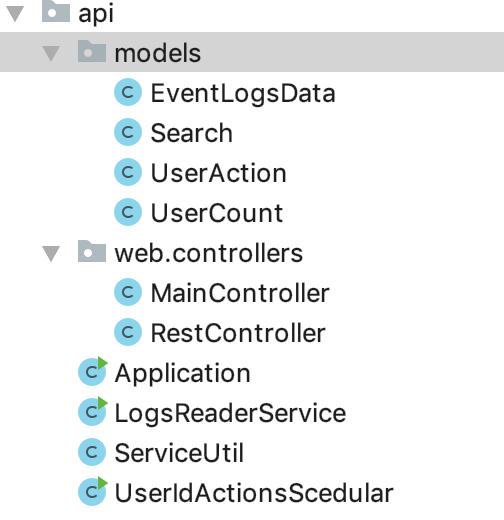 api
models
EventLogsData
Search
UserAction
UserCount
web.controllers
MainController
RestController
Application
LogsReaderService
ServiceUtil
UserIdActionsScedular